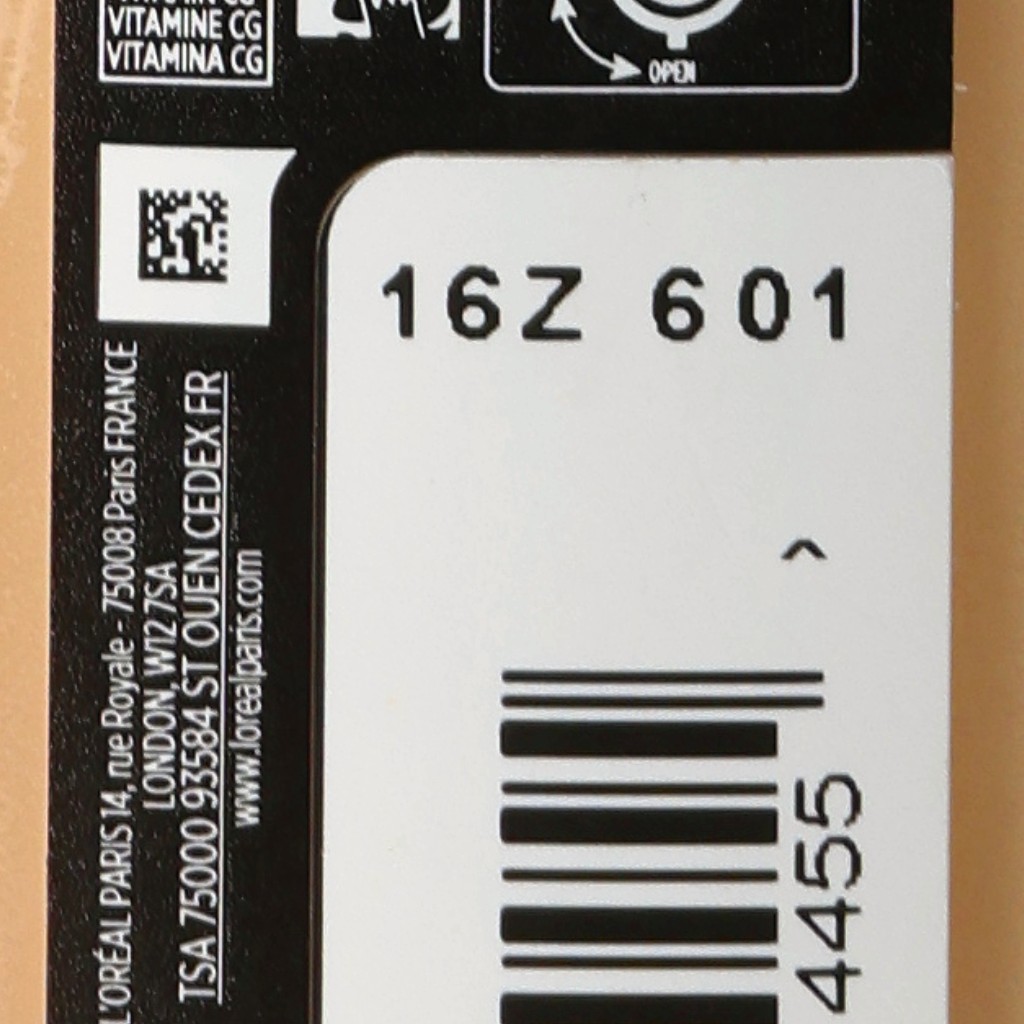 VITAMINE CG
VITAMINA CG
OPEN
16Z 601
L'ORÉAL PARIS 14, rue Royale - 75008 Paris FRANCE
LONDON, W12 7SA
TSA 75000 93584 ST OUEN CEDEX FR
www.lorealparis.com
4455
>